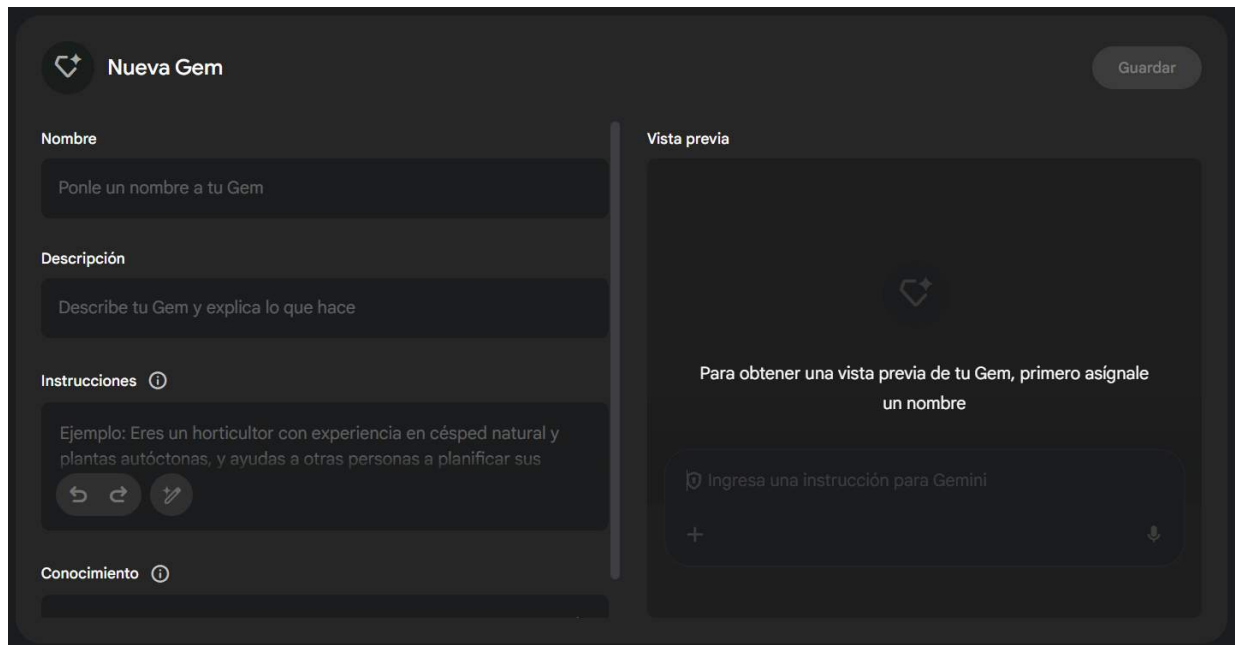 Nueva Gem
Guardar
Nombre
Ponle un nombre a tu Gem
Descripción
Describe tu Gem y explica lo que hace
Instrucciones
Ejemplo: Eres un horticultor con experiencia en césped natural y
plantas autóctonas, y ayudas a otras personas a planificar sus
Conocimiento
Vista previa
Para obtener una vista previa de tu Gem, primero asígnale
un nombre
Ingresa una instrucción para Gemini